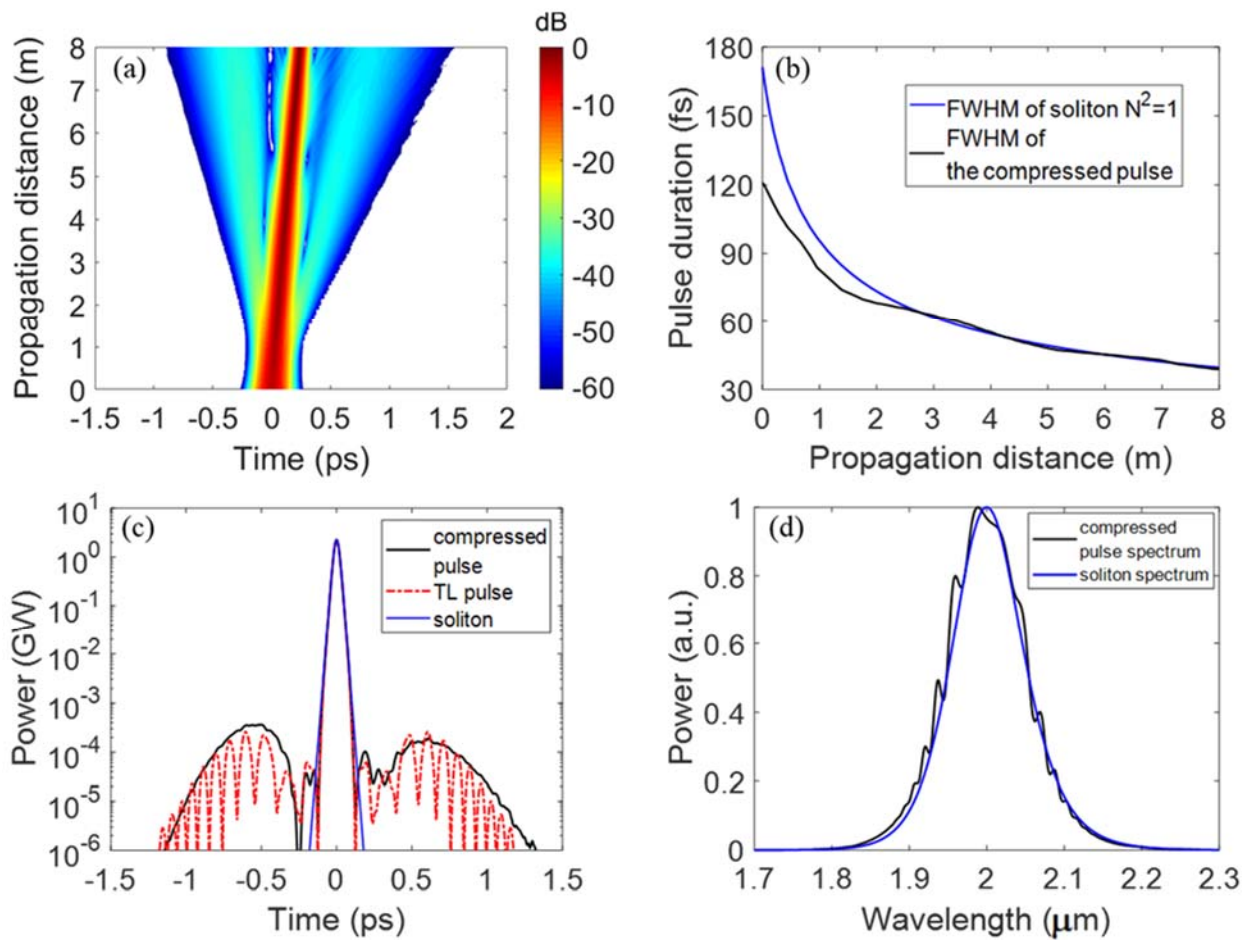 (a)
dB
Propagation distance (m)
8
7
6
5
4
3
2
1
0
-1.5 -1 -0.5 0 0.5 1 1.5 2
Time (ps)
0
-10
-20
-30
-40
-50
-60
(b)
Pulse duration (fs)
180
150
120
90
60
30
FWHM of soliton N²=1
FWHM of
the compressed pulse
0 1 2 3 4 5 6 7 8
Propagation distance (m)
(c)
Power (GW)
10¹
10⁰
10⁻¹
10⁻²
10⁻³
10⁻⁴
10⁻⁵
10⁻⁶
compressed
pulse
TL pulse
soliton
-1.5 -1 -0.5 0 0.5 1 1.5
Time (ps)
(d)
Power (a.u.)
1
0.8
0.6
0.4
0.2
0
compressed
pulse spectrum
soliton spectrum
1.7 1.8 1.9 2 2.1 2.2 2.3
Wavelength (μm)